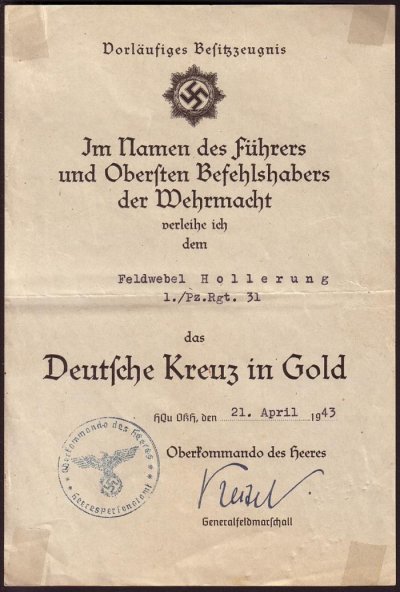 Vorläufiges Besitzzeugnis
Im Namen des Führers
und Obersten Befehlshabers
der Wehrmacht
verleihe ich
dem
Feldwebel Hollerung
1./Pz.Rgt. 31
das
Deutsche Kreuz in Gold
HQu OKH, den 21. April 1943
Oberkommando des Heeres
Keitel
Generalfeldmarschall
Oberkommando des Heeres
Heerespersonalamt